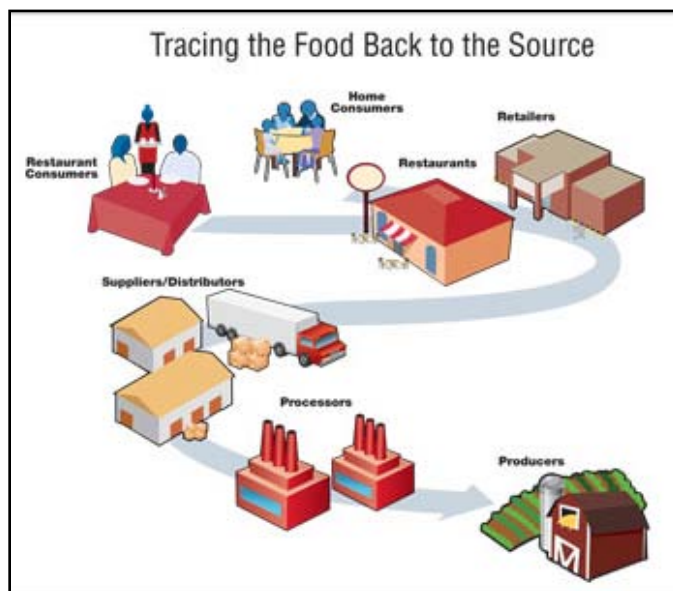 Tracing the Food Back to the Source
Home
Consumers
Retailers
Restaurant
Consumers
Restaurants
Suppliers/Distributors
Processors
Producers